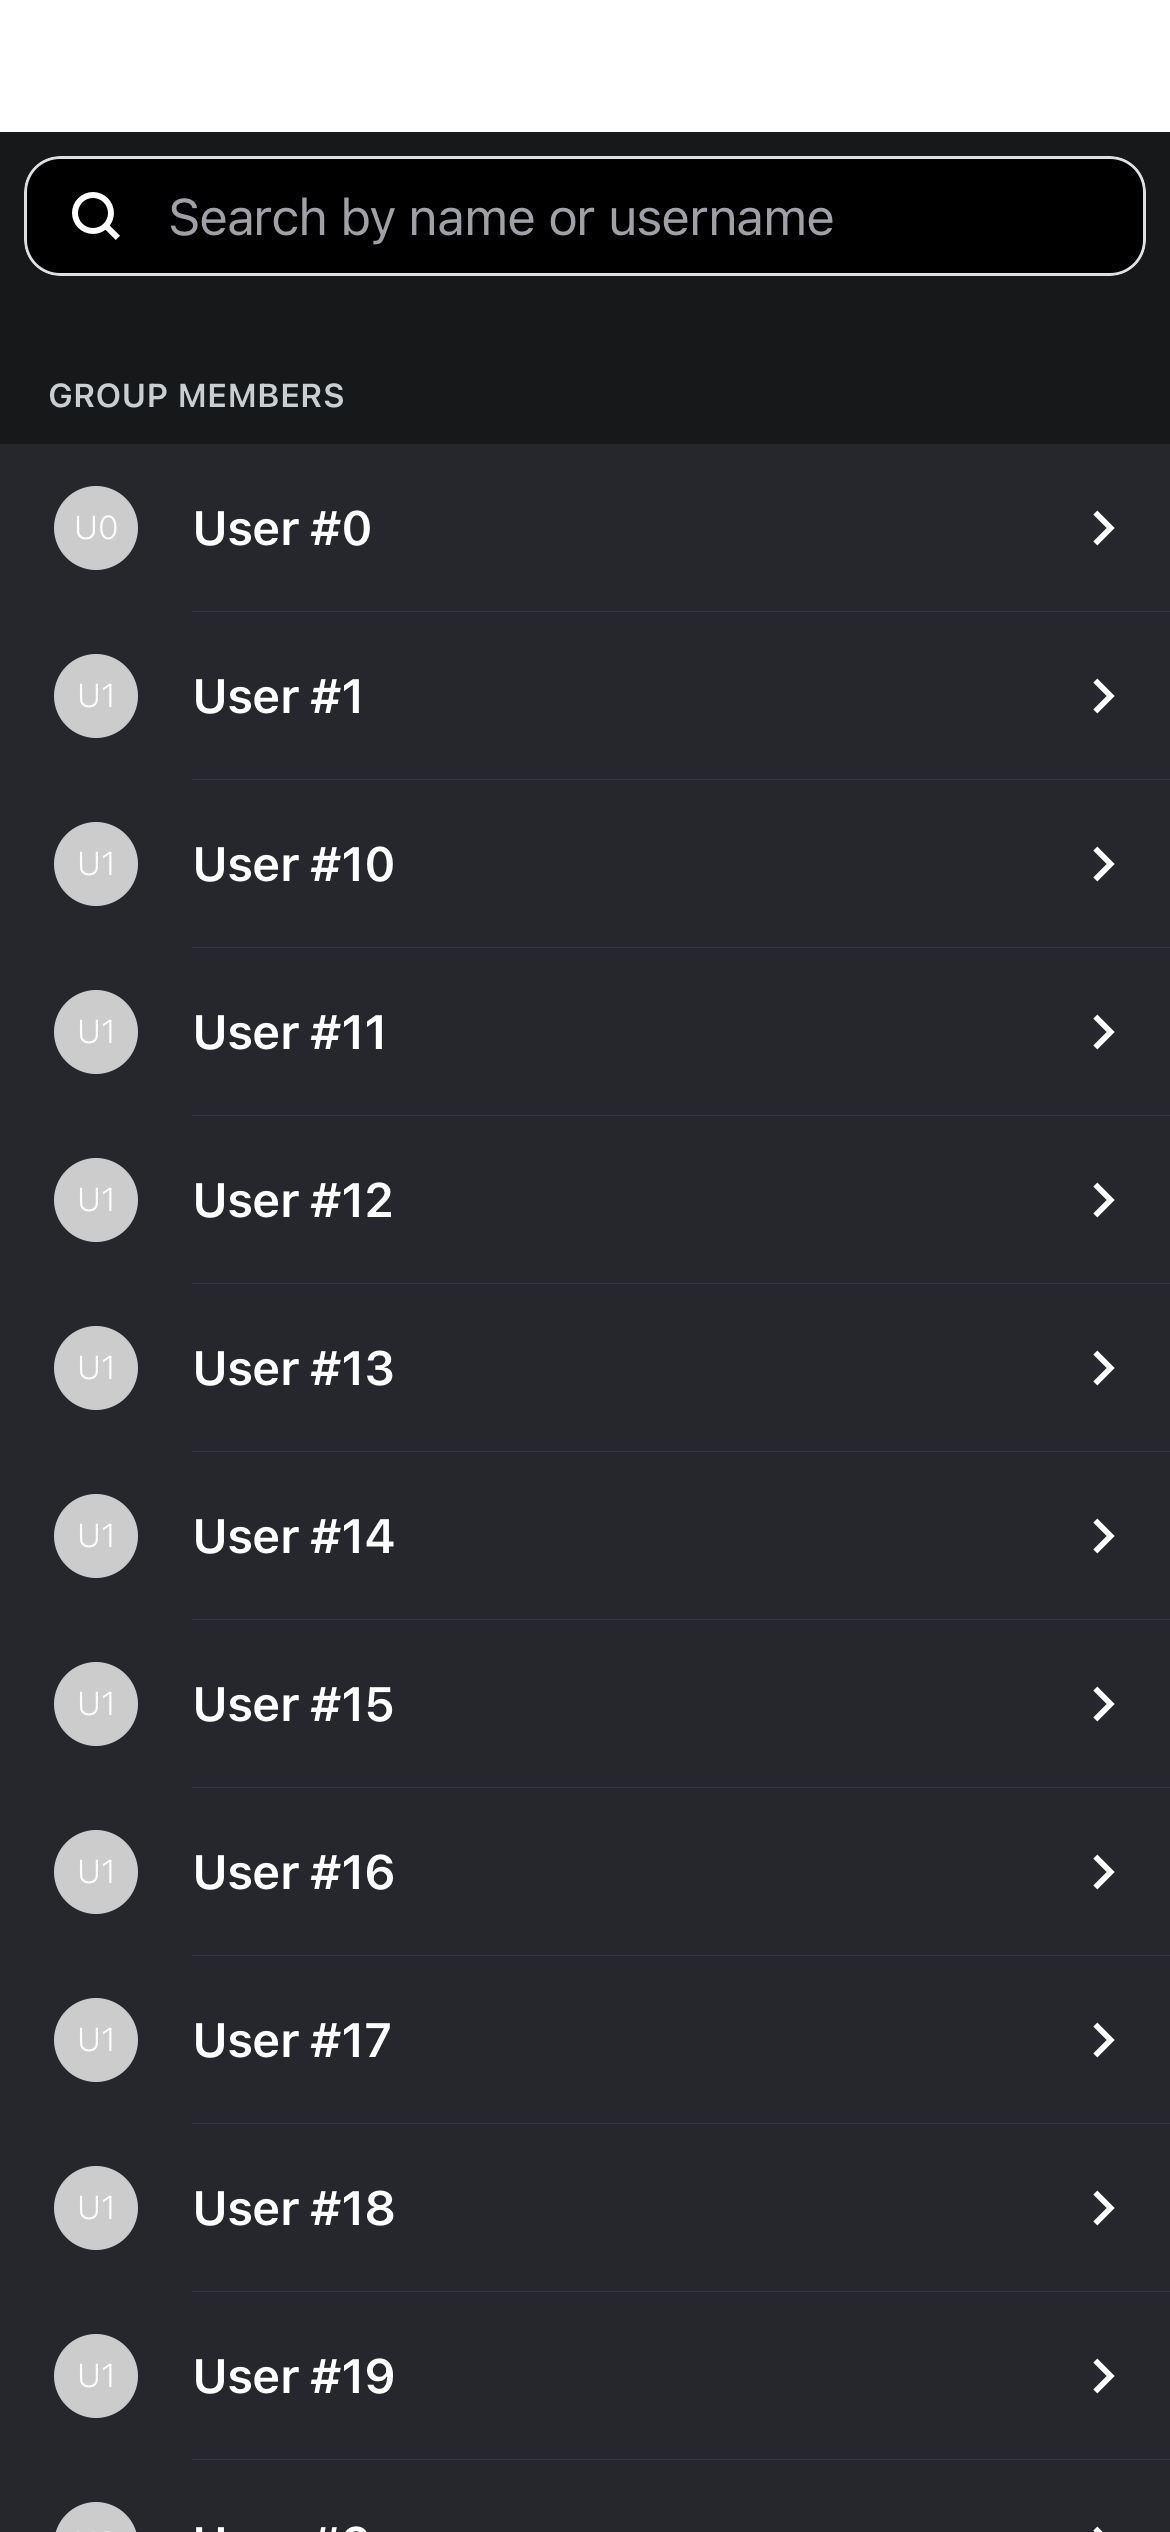 Search by name or username
GROUP MEMBERS
U0 User #0
U1 User #1
U1 User #10
U1 User #11
U1 User #12
U1 User #13
U1 User #14
U1 User #15
U1 User #16
U1 User #17
U1 User #18
U1 User #19